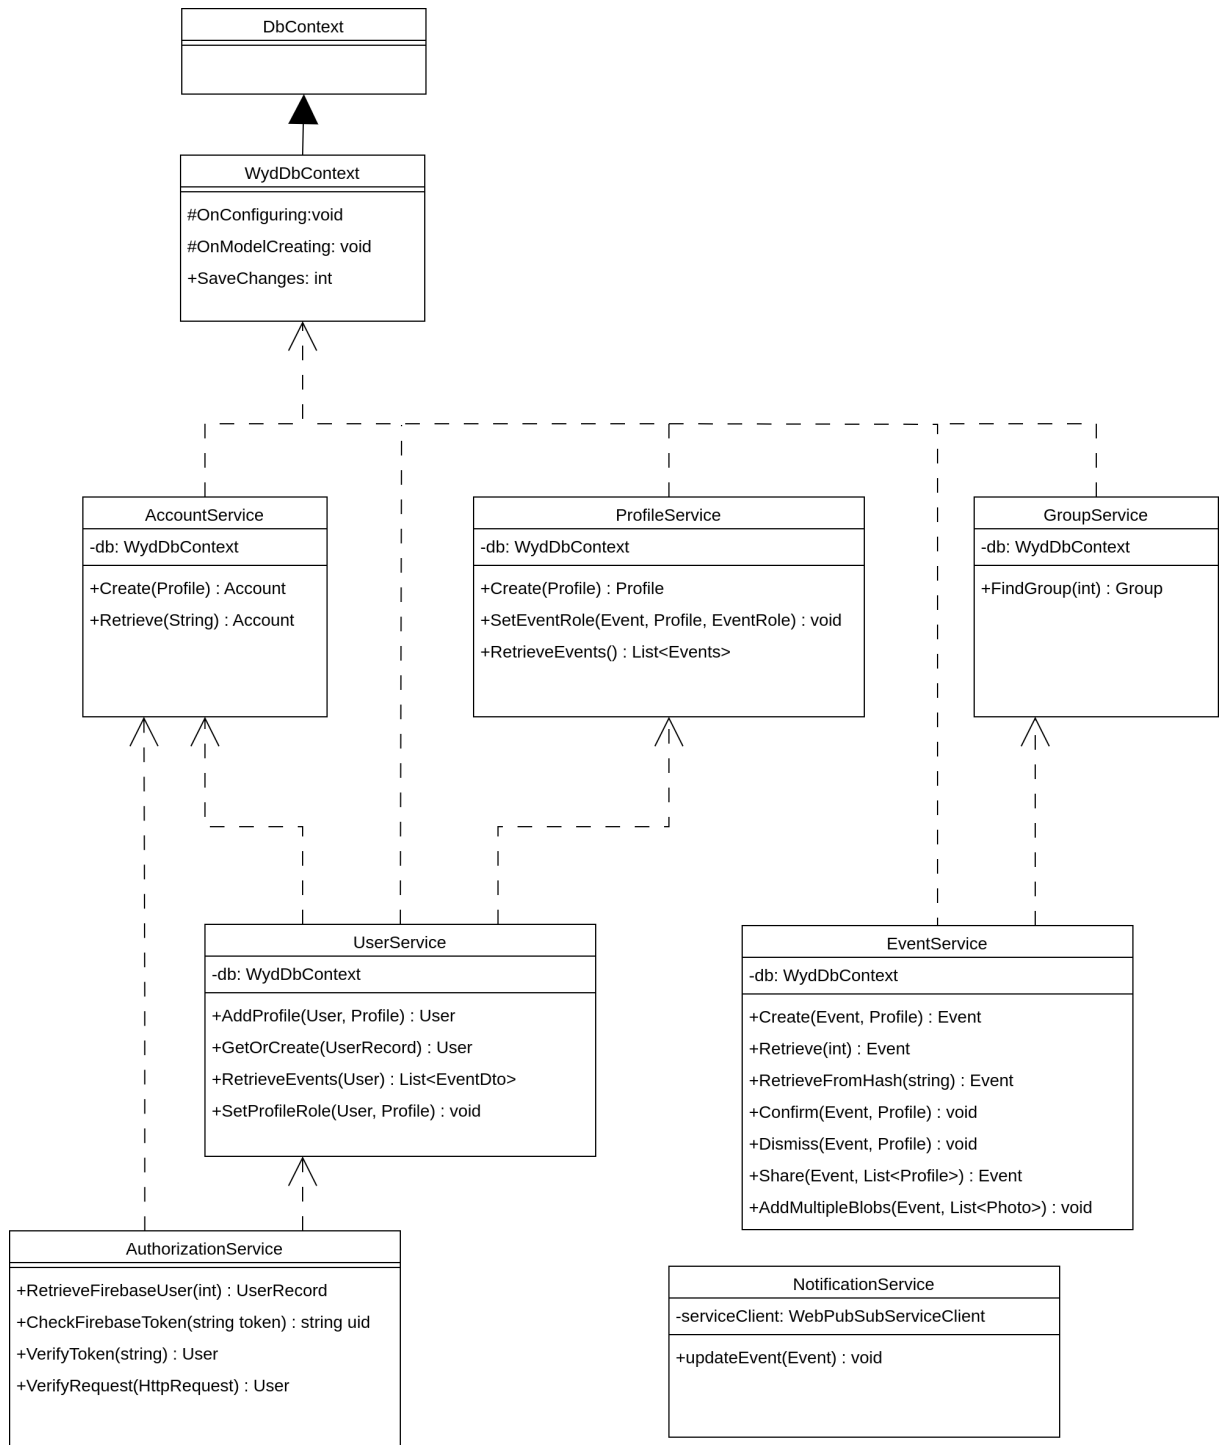 DbContext
WydDbContext
#OnConfiguring:void
#OnModelCreating: void
+SaveChanges: int
AccountService
-db: WydDbContext
+Create(Profile) : Account
+Retrieve(String) : Account
ProfileService
-db: WydDbContext
+Create(Profile) : Profile
+SetEventRole(Event, Profile, EventRole) : void
+RetrieveEvents() : List<Events>
GroupService
-db: WydDbContext
+FindGroup(int) : Group
UserService
-db: WydDbContext
+AddProfile(User, Profile) : User
+GetOrCreate(UserRecord) : User
+RetrieveEvents(User) : List<EventDto>
+SetProfileRole(User, Profile) : void
EventService
-db: WydDbContext
+Create(Event, Profile) : Event
+Retrieve(int) : Event
+RetrieveFromHash(string) : Event
+Confirm(Event, Profile) : void
+Dismiss(Event, Profile) : void
+Share(Event, List<Profile>) : Event
+AddMultipleBlobs(Event, List<Photo>) : void
AuthorizationService
+RetrieveFirebaseUser(int) : UserRecord
+CheckFirebaseToken(string token) : string uid
+VerifyToken(string) : User
+VerifyRequest(HttpRequest) : User
NotificationService
-serviceClient: WebPubSubServiceClient
+updateEvent(Event) : void